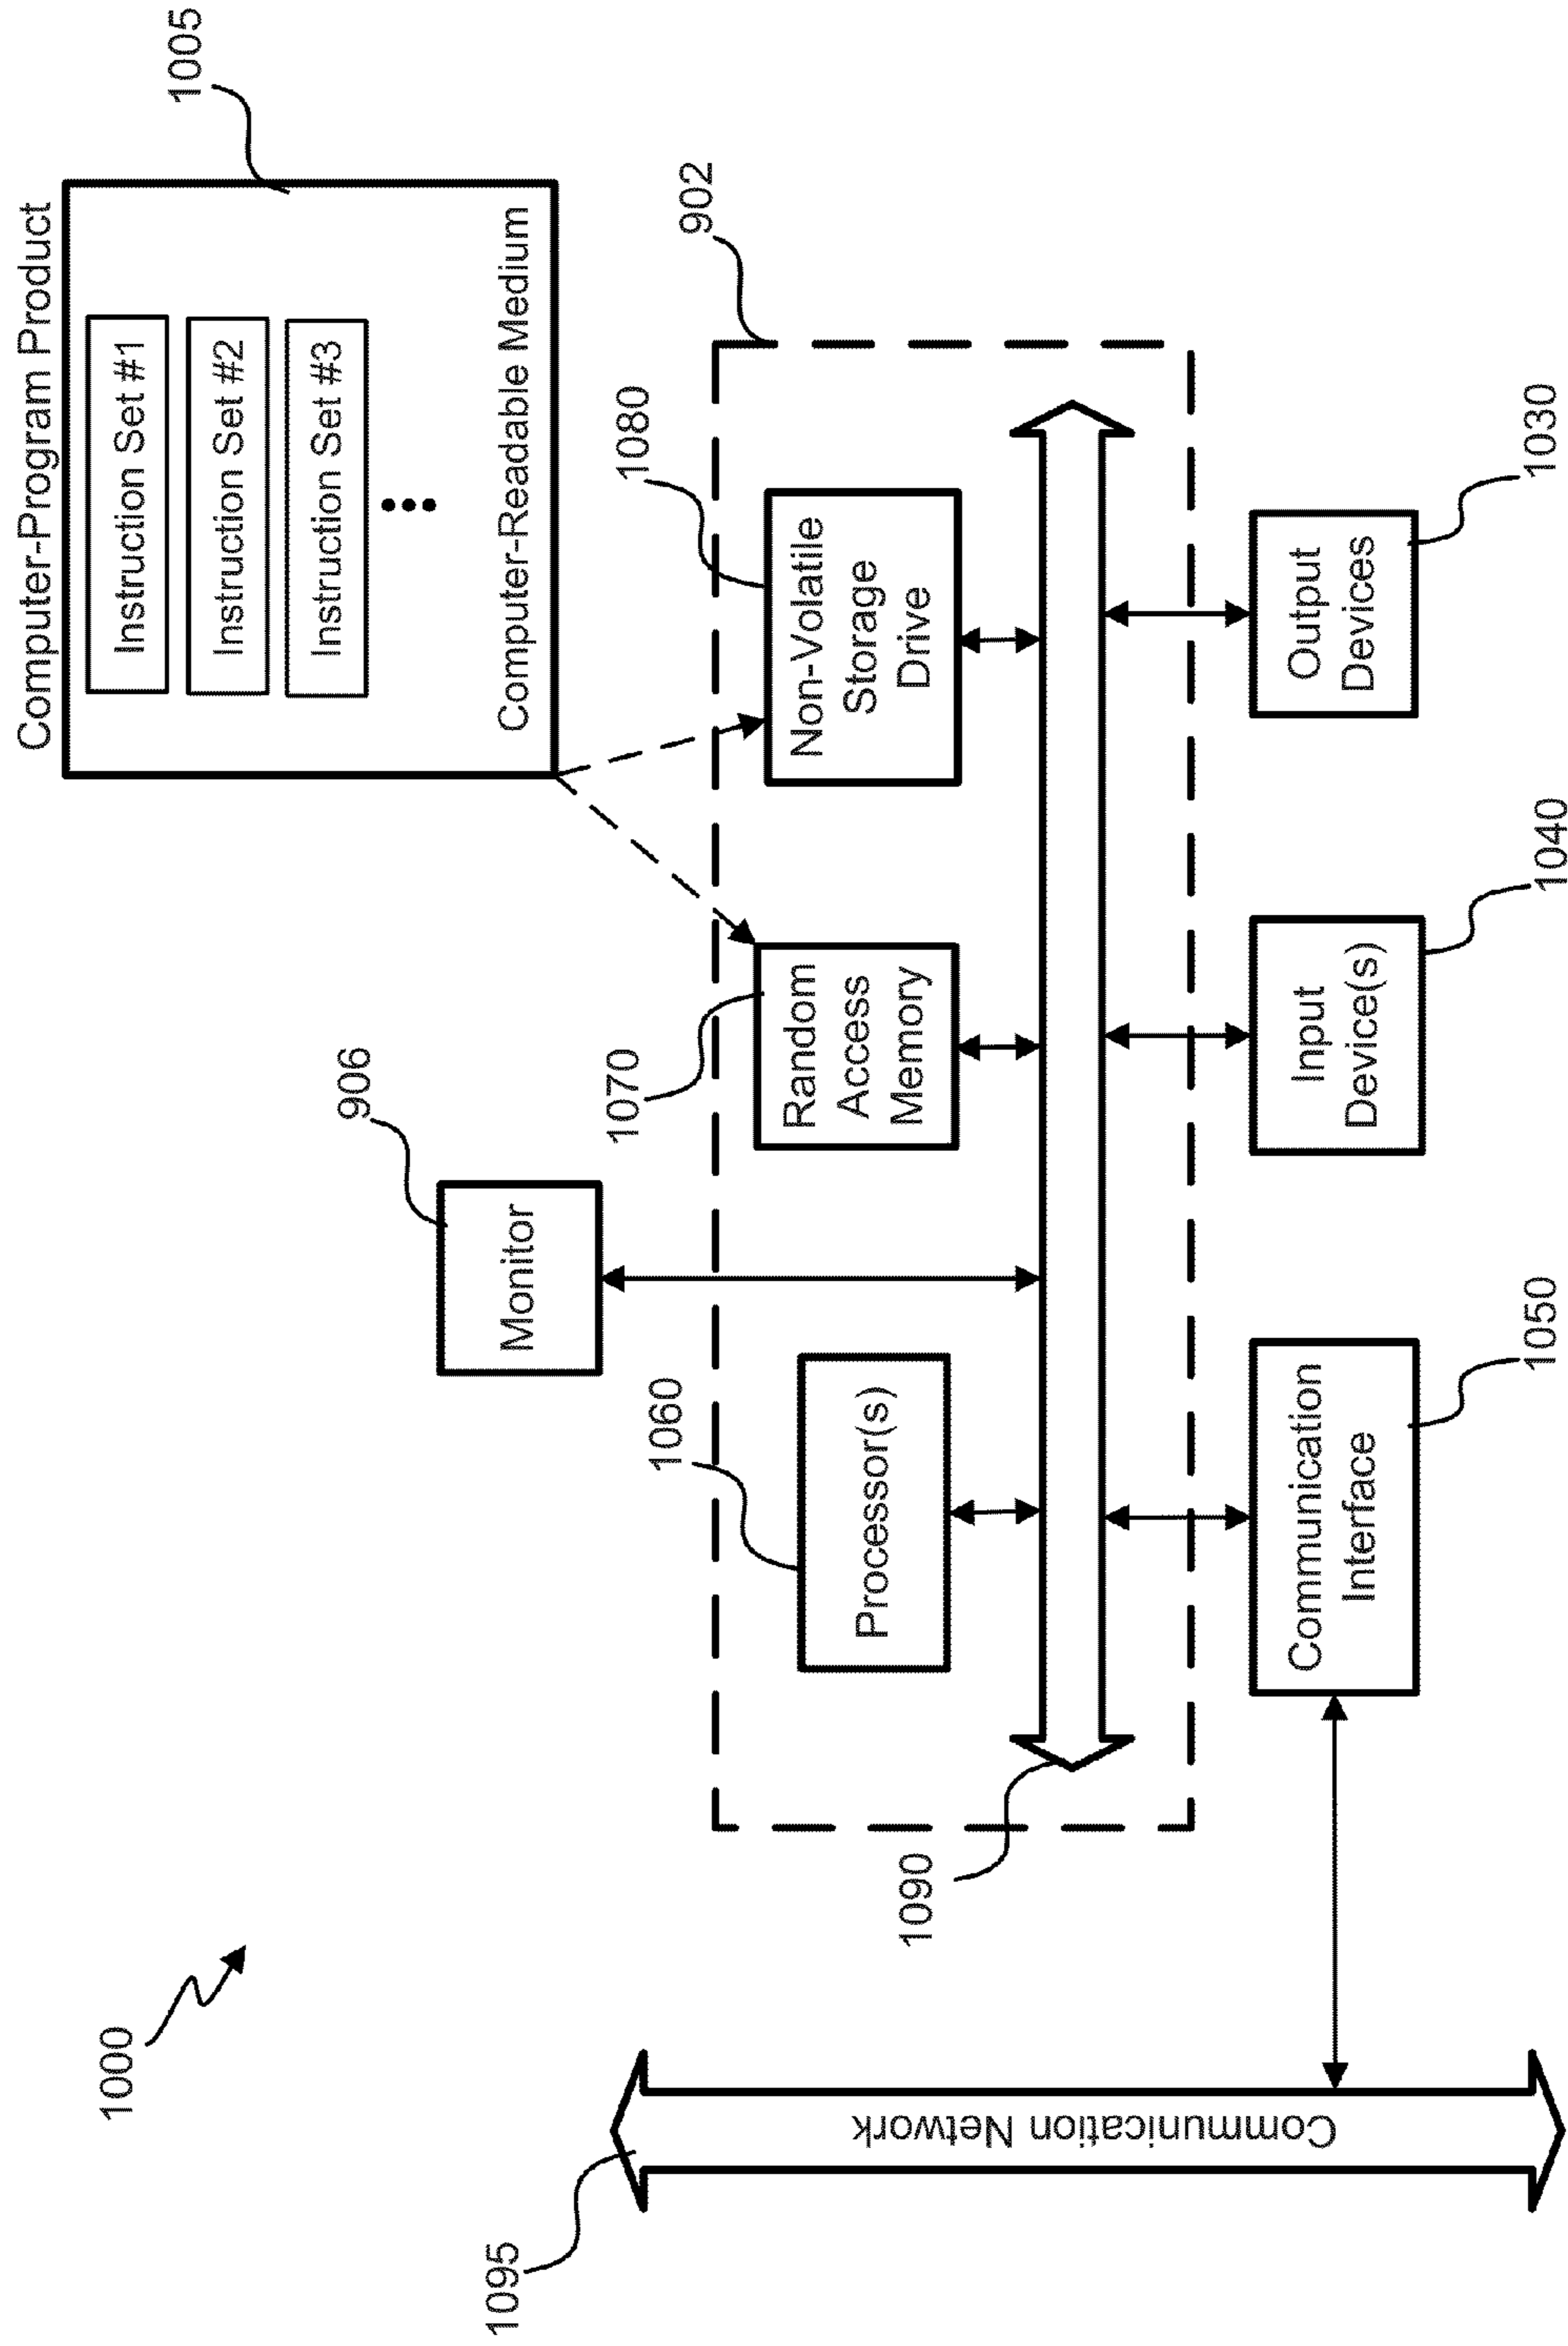 1000
Computer-Program Product
Instruction Set #1
Instruction Set #2
Instruction Set #3
Computer-Readable Medium
1005
906
Monitor
902
1060
Processor(s)
1070
Random
Access
Memory
1080
Non-Volatile
Storage
Drive
1090
1095
Communication Network
Communication
Interface
1050
Input
Device(s)
1040
Output
Devices
1030